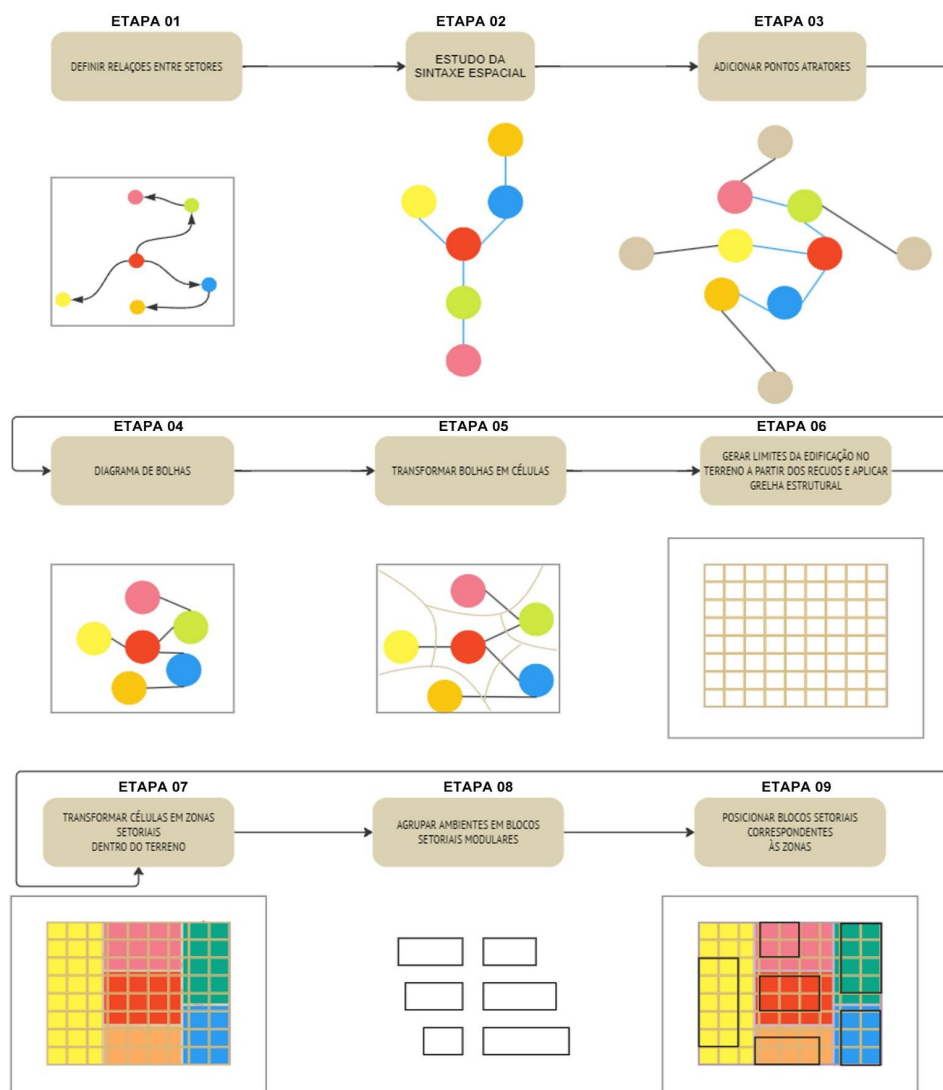 ETAPA 01
DEFINIR RELAÇÕES ENTRE SETORES
ETAPA 02
ESTUDO DA
SINTAXE ESPACIAL
ETAPA 03
ADICIONAR PONTOS ATRATORES
ETAPA 04
DIAGRAMA DE BOLHAS
ETAPA 05
TRANSFORMAR BOLHAS EM CÉLULAS
ETAPA 06
GERAR LIMITES DA EDIFICAÇÃO NO
TERRENO A PARTIR DOS RECUOS E APLICAR
GRELHA ESTRUTURAL
ETAPA 07
TRANSFORMAR CÉLULAS EM ZONAS
SETORIAIS
DENTRO DO TERRENO
ETAPA 08
AGRUPAR AMBIENTES EM BLOCOS
SETORIAIS MODULARES
ETAPA 09
POSICIONAR BLOCOS SETORIAIS
CORRESPONDENTES
ÀS ZONAS